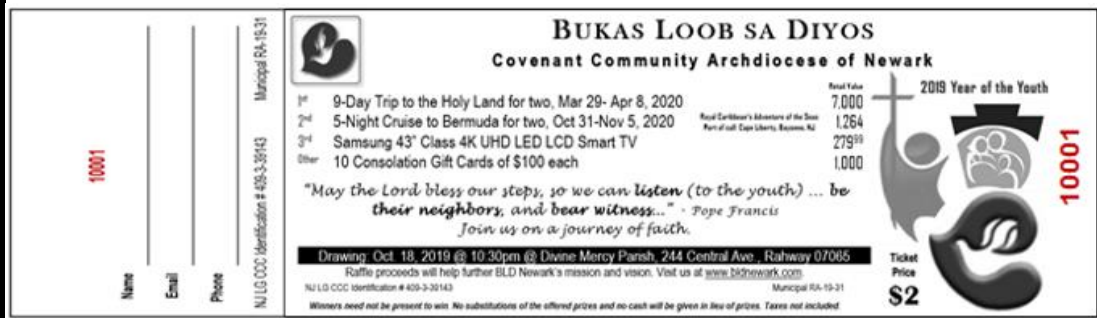 10001
Name
Email
Phone
NJ LG CCC Identification # 409-3-39143
Municipal RA-19-31
BUKAS LOOB SA DIYOS
Covenant Community Archdiocese of Newark
Retail Value
2019 Year of the Youth
1st 9-Day Trip to the Holy Land for two, Mar 29- Apr 8, 2020 7,000
2nd 5-Night Cruise to Bermuda for two, Oct 31-Nov 5, 2020 Royal Caribbean's Adventure of the Seas 1,264
Port of call: Cape Liberty, Bayonne, NJ
3rd Samsung 43" Class 4K UHD LED LCD Smart TV 279⁹⁹
Other 10 Consolation Gift Cards of $100 each 1,000
10001
"May the Lord bless our steps, so we can listen (to the youth) ... be
their neighbors, and bear witness..." - Pope Francis
Join us on a journey of faith.
Drawing: Oct. 18, 2019 @ 10:30pm @ Divine Mercy Parish, 244 Central Ave., Rahway 07065
Raffle proceeds will help further BLD Newark's mission and vision. Visit us at www.bldnewark.com.
NJ LG CCC Identification # 409-3-39143 Municipal RA-19-31
Winners need not be present to win. No substitutions of the offered prizes and no cash will be given in lieu of prizes. Taxes not included.
Ticket
Price
$2